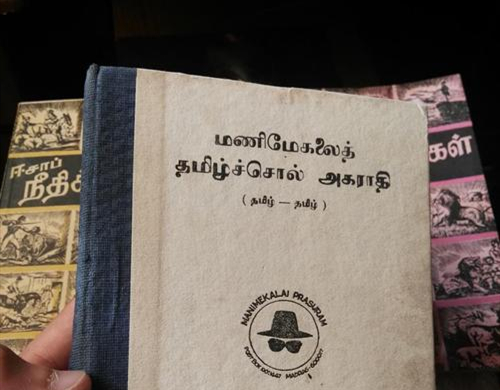 மணிமேகலைத்
தமிழ்ச்சொல் அகராதி
( தமிழ் — தமிழ் )
MANIMEKALAI PRASURAM
ஈசாப்
நீதிக்
கள்